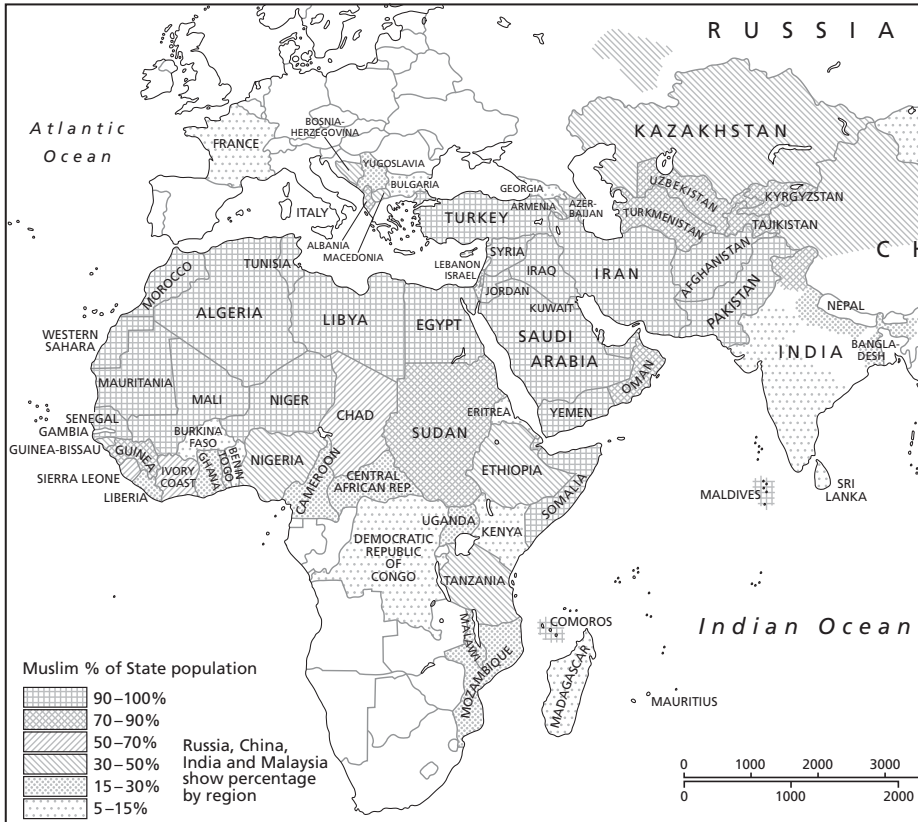 RUSSIA
Atlantic
Ocean
BOSNIA-
HERZEGOVINA
KAZAKHSTAN
FRANCE
YUGOSLAVIA
BULGARIA
GEORGIA
UZBEKISTAN
KYRGYZSTAN
ITALY
ARMENIA
AZER-
BAIJAN
TURKMENISTAN
TAJIKISTAN
TURKEY
ALBANIA
MACEDONIA
LEBANON
ISRAEL
SYRIA
IRAQ
IRAN
AFGHANISTAN
CH
MOROCCO
TUNISIA
JORDAN
KUWAIT
PAKISTAN
NEPAL
ALGERIA
LIBYA
EGYPT
SAUDI
ARABIA
INDIA
BANGLA-
DESH
WESTERN
SAHARA
OMAN
MAURITANIA
MALI
NIGER
CHAD
SUDAN
ERITREA
YEMEN
SENEGAL
GAMBIA
GUINEA-BISSAU
GUINEA
BURKINA
FASO
BENIN
TOGO
GHANA
NIGERIA
IVORY
COAST
SIERRA LEONE
LIBERIA
CAMEROON
CENTRAL
AFRICAN REP.
ETHIOPIA
SOMALIA
MALDIVES
SRI
LANKA
UGANDA
KENYA
DEMOCRATIC
REPUBLIC
OF
CONGO
TANZANIA
COMOROS
Indian Ocean
MALAWI
MOZAMBIQUE
MADAGASCAR
MAURITIUS
Muslim % of State population
90–100%
70–90%
50–70%
30–50%
15–30%
5–15%
Russia, China,
India and Malaysia
show percentage
by region
0 1000 2000 3000
0 1000 2000